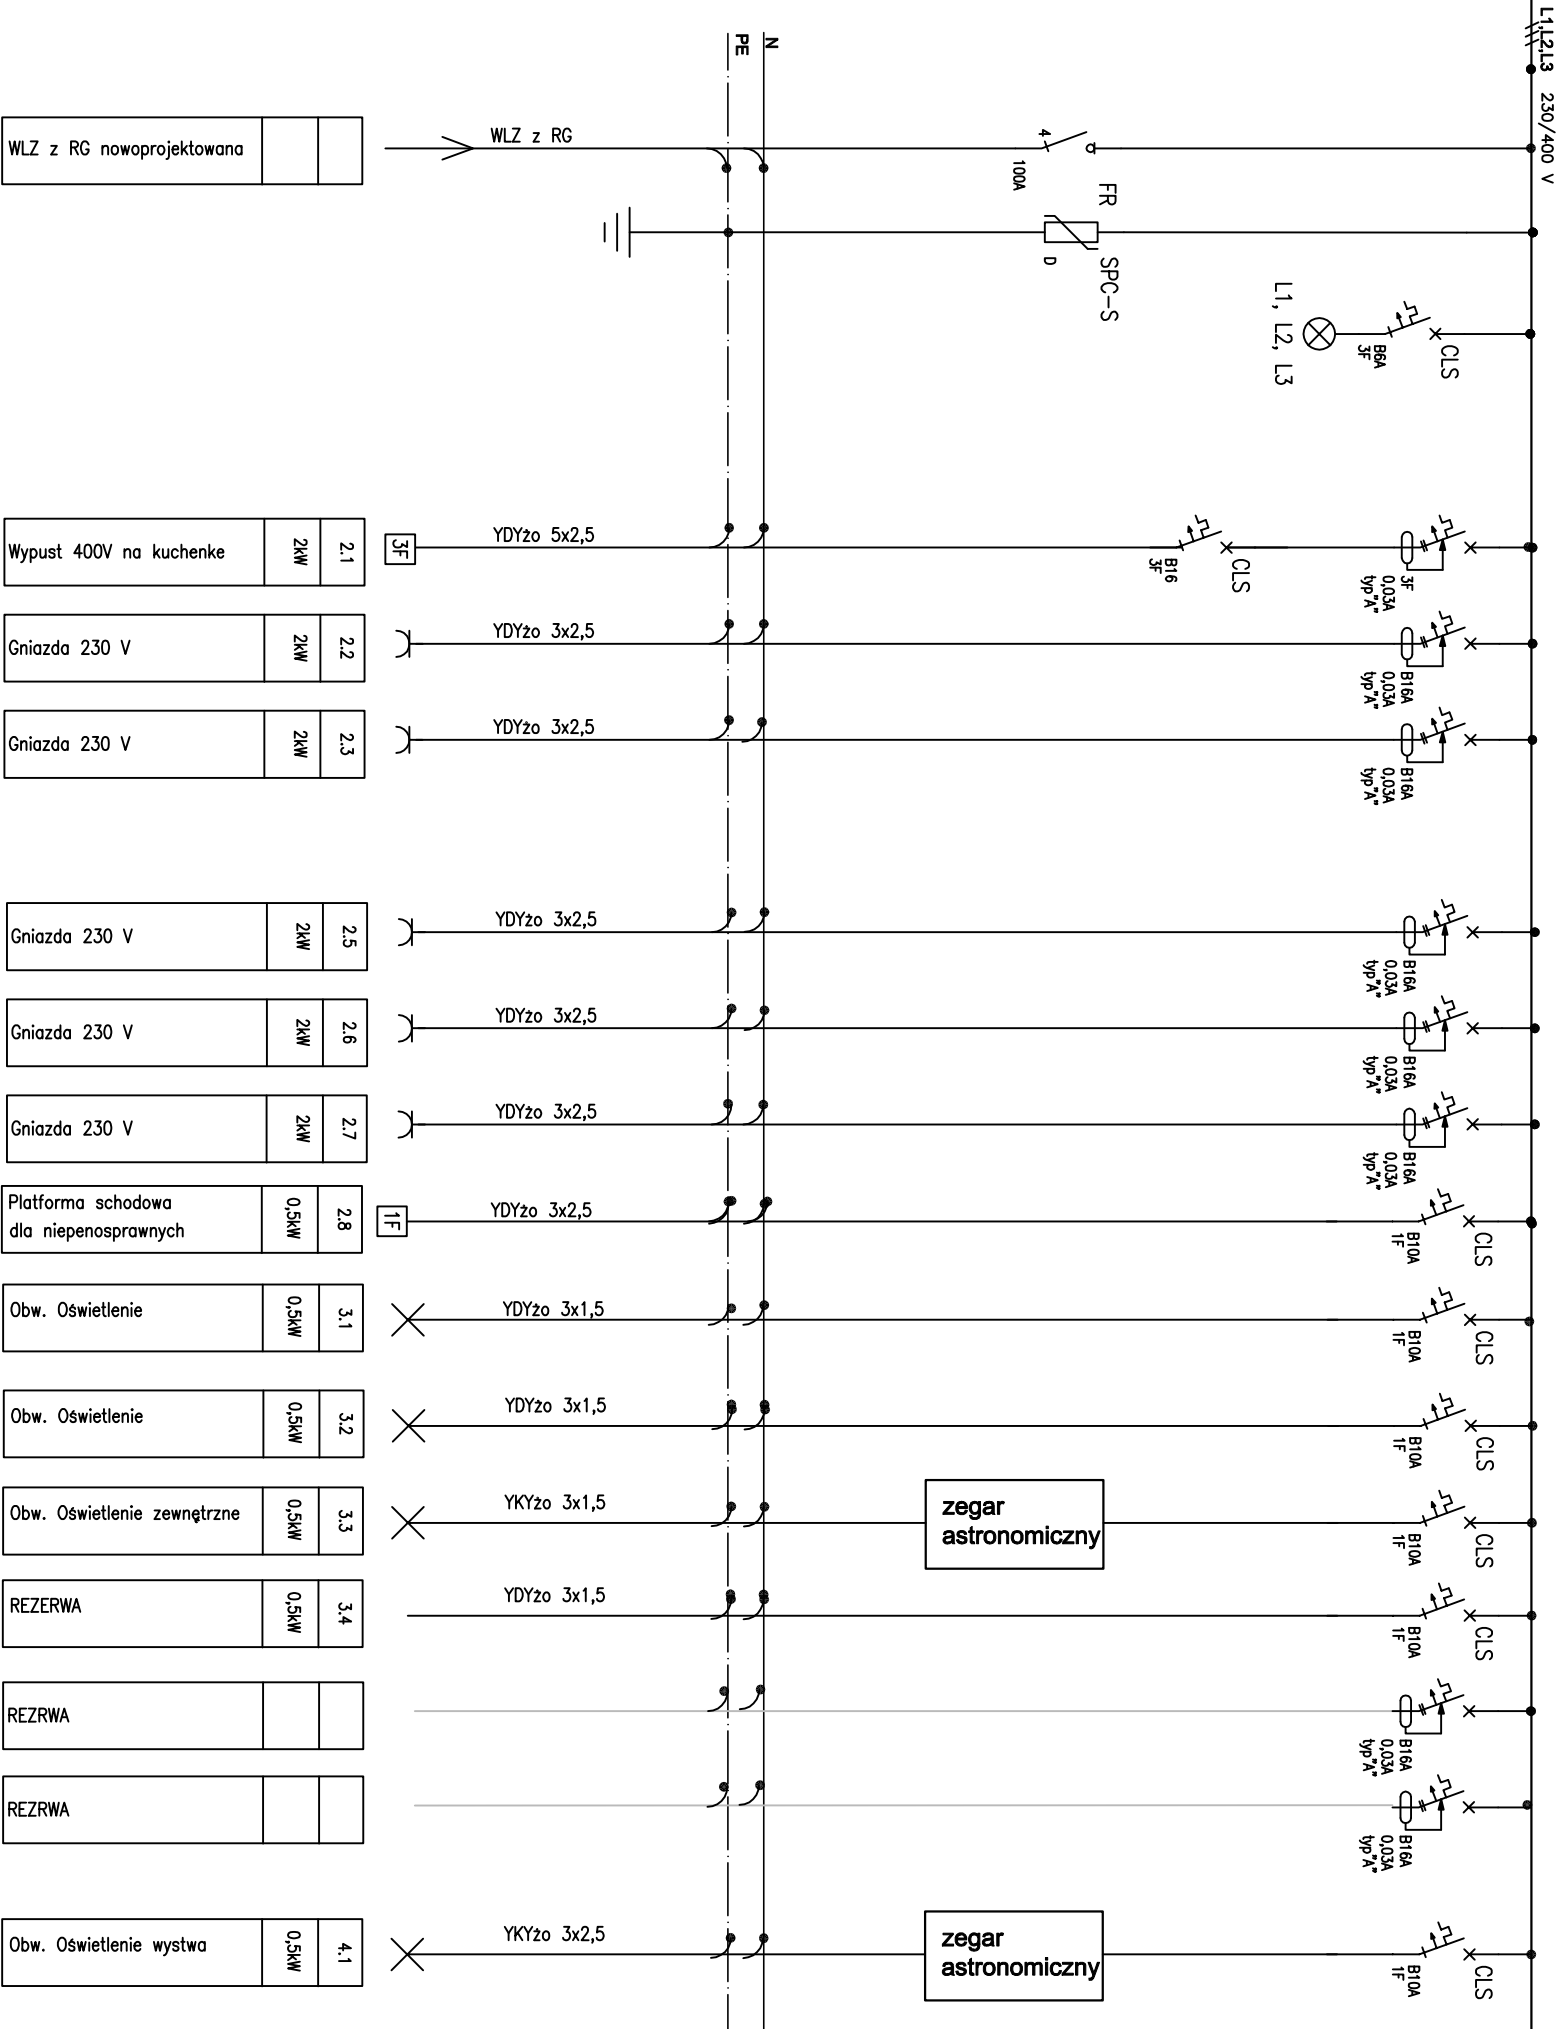 L1,L2,L3 230/400 V
N
PE
WLZ z RG nowoprojektowana
WLZ z RG
4
100A
FR
SPC-S
D
L1, L2, L3
B6A
3F
CLS
Wypust 400V na kuchenke
2kW
2.1
3F
YDYżo 5x2,5
B16
3F
CLS
3F
0,03A
typ"A"
Gniazda 230 V
2kW
2.2
YDYżo 3x2,5
B16A
0,03A
typ"A"
Gniazda 230 V
2kW
2.3
YDYżo 3x2,5
B16A
0,03A
typ"A"
Gniazda 230 V
2kW
2.5
YDYżo 3x2,5
B16A
0,03A
typ"A"
Gniazda 230 V
2kW
2.6
YDYżo 3x2,5
B16A
0,03A
typ"A"
Gniazda 230 V
2kW
2.7
YDYżo 3x2,5
B16A
0,03A
typ"A"
Platforma schodowa
dla niepenosprawnych
0,5kW
2.8
1F
YDYżo 3x2,5
B10A
1F
CLS
Obw. Oświetlenie
0,5kW
3.1
YDYżo 3x1,5
B10A
1F
CLS
Obw. Oświetlenie
0,5kW
3.2
YDYżo 3x1,5
B10A
1F
CLS
Obw. Oświetlenie zewnętrzne
0,5kW
3.3
YKYżo 3x1,5
zegar
astronomiczny
B10A
1F
CLS
REZERWA
0,5kW
3.4
YDYżo 3x1,5
B10A
1F
CLS
REZRWA
B16A
0,03A
typ"A"
REZRWA
B16A
0,03A
typ"A"
Obw. Oświetlenie wystwa
0,5kW
4.1
YKYżo 3x2,5
zegar
astronomiczny
B10A
1F
CLS